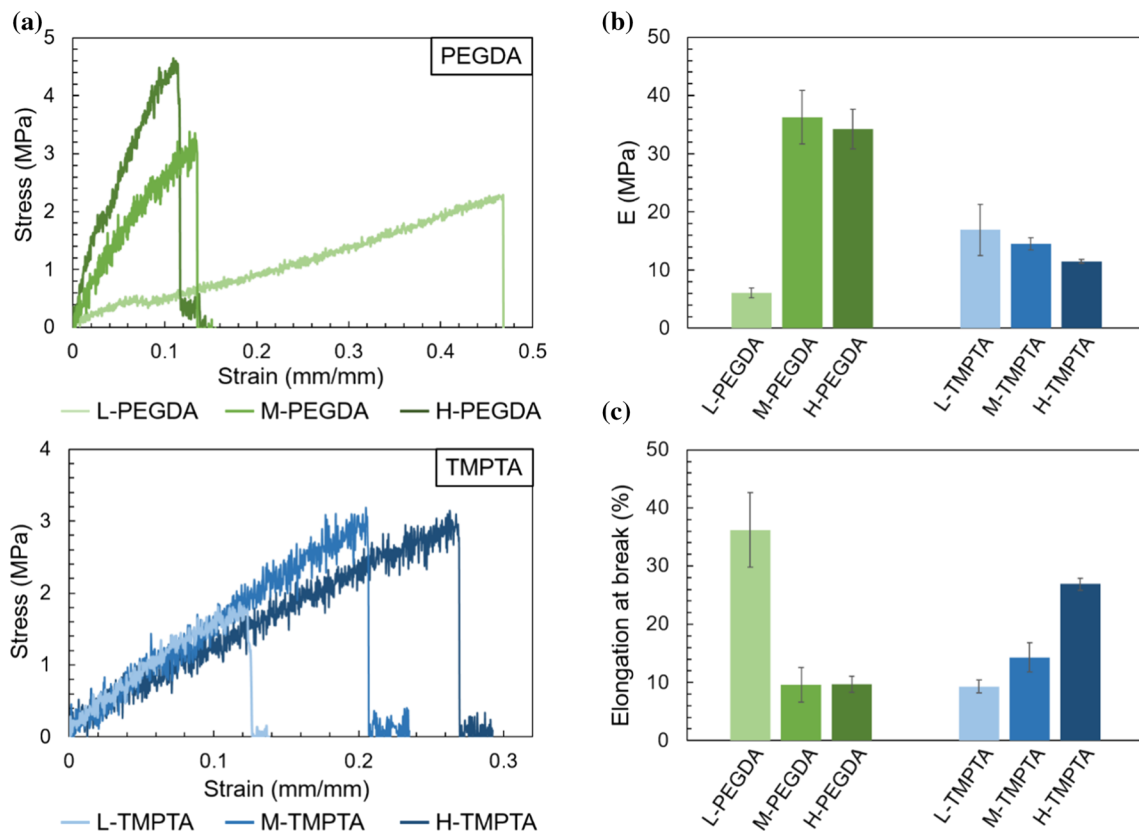 (a)
PEGDA
Stress (MPa)
5
4
3
2
1
0
0 0.1 0.2 0.3 0.4 0.5
Strain (mm/mm)
L-PEGDA M-PEGDA H-PEGDA
TMPTA
Stress (MPa)
4
3
2
1
0
0 0.1 0.2 0.3
Strain (mm/mm)
L-TMPTA M-TMPTA H-TMPTA
(b)
E (MPa)
50
40
30
20
10
0
L-PEGDA
M-PEGDA
H-PEGDA
L-TMPTA
M-TMPTA
H-TMPTA
(c)
Elongation at break (%)
50
40
30
20
10
0
L-PEGDA
M-PEGDA
H-PEGDA
L-TMPTA
M-TMPTA
H-TMPTA